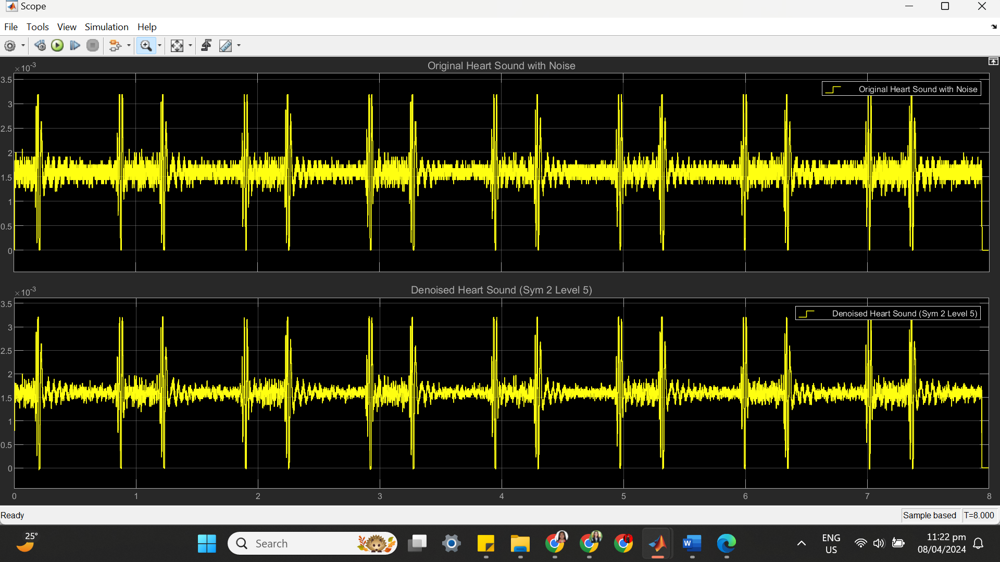 Scope
File Tools View Simulation Help
×10-3
Original Heart Sound with Noise
3.5
Original Heart Sound with Noise
3
2.5
2
1.5
1
0.5
0
×10-3
Denoised Heart Sound (Sym 2 Level 5)
3.5
Denoised Heart Sound (Sym 2 Level 5)
3
2.5
2
1.5
1
0.5
0
0 1 2 3 4 5 6 7 8
Ready Sample based T=8.000
25° Search W ENG 11:22 pm
US 08/04/2024